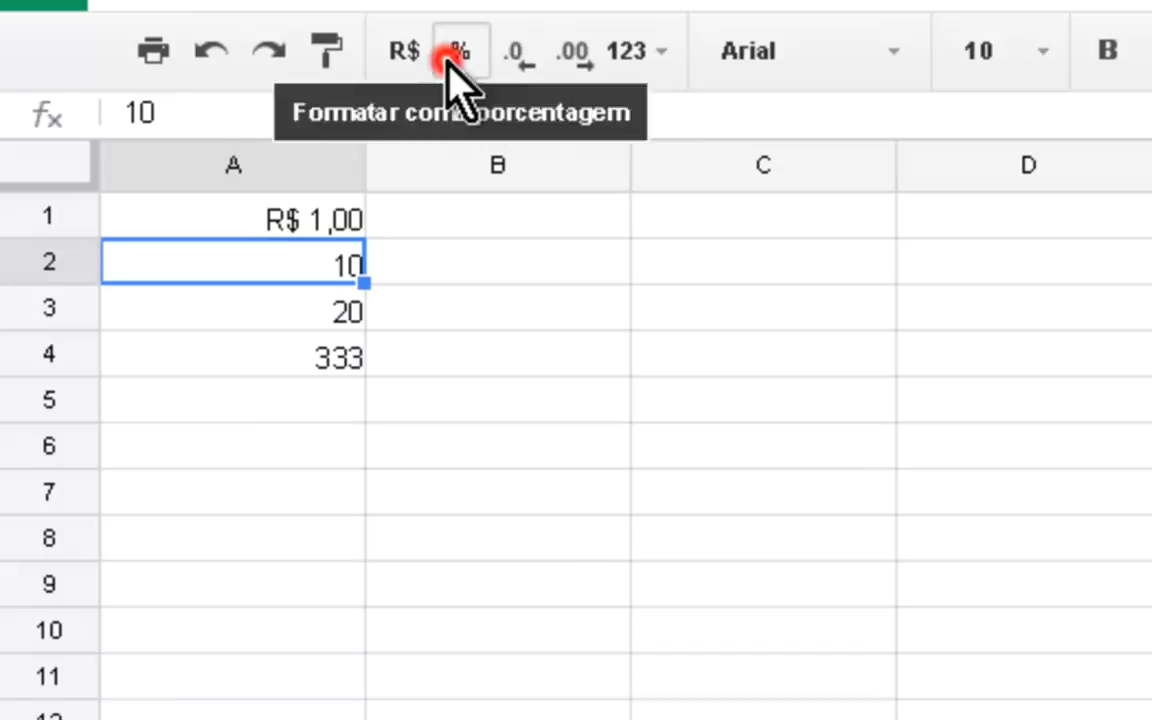 R$ % .0 .00 123 Arial 10 B
fx 10 Formatar como porcentagem
A B C D
1 R$ 1,00
2 10
3 20
4 333
5
6
7
8
9
10
11